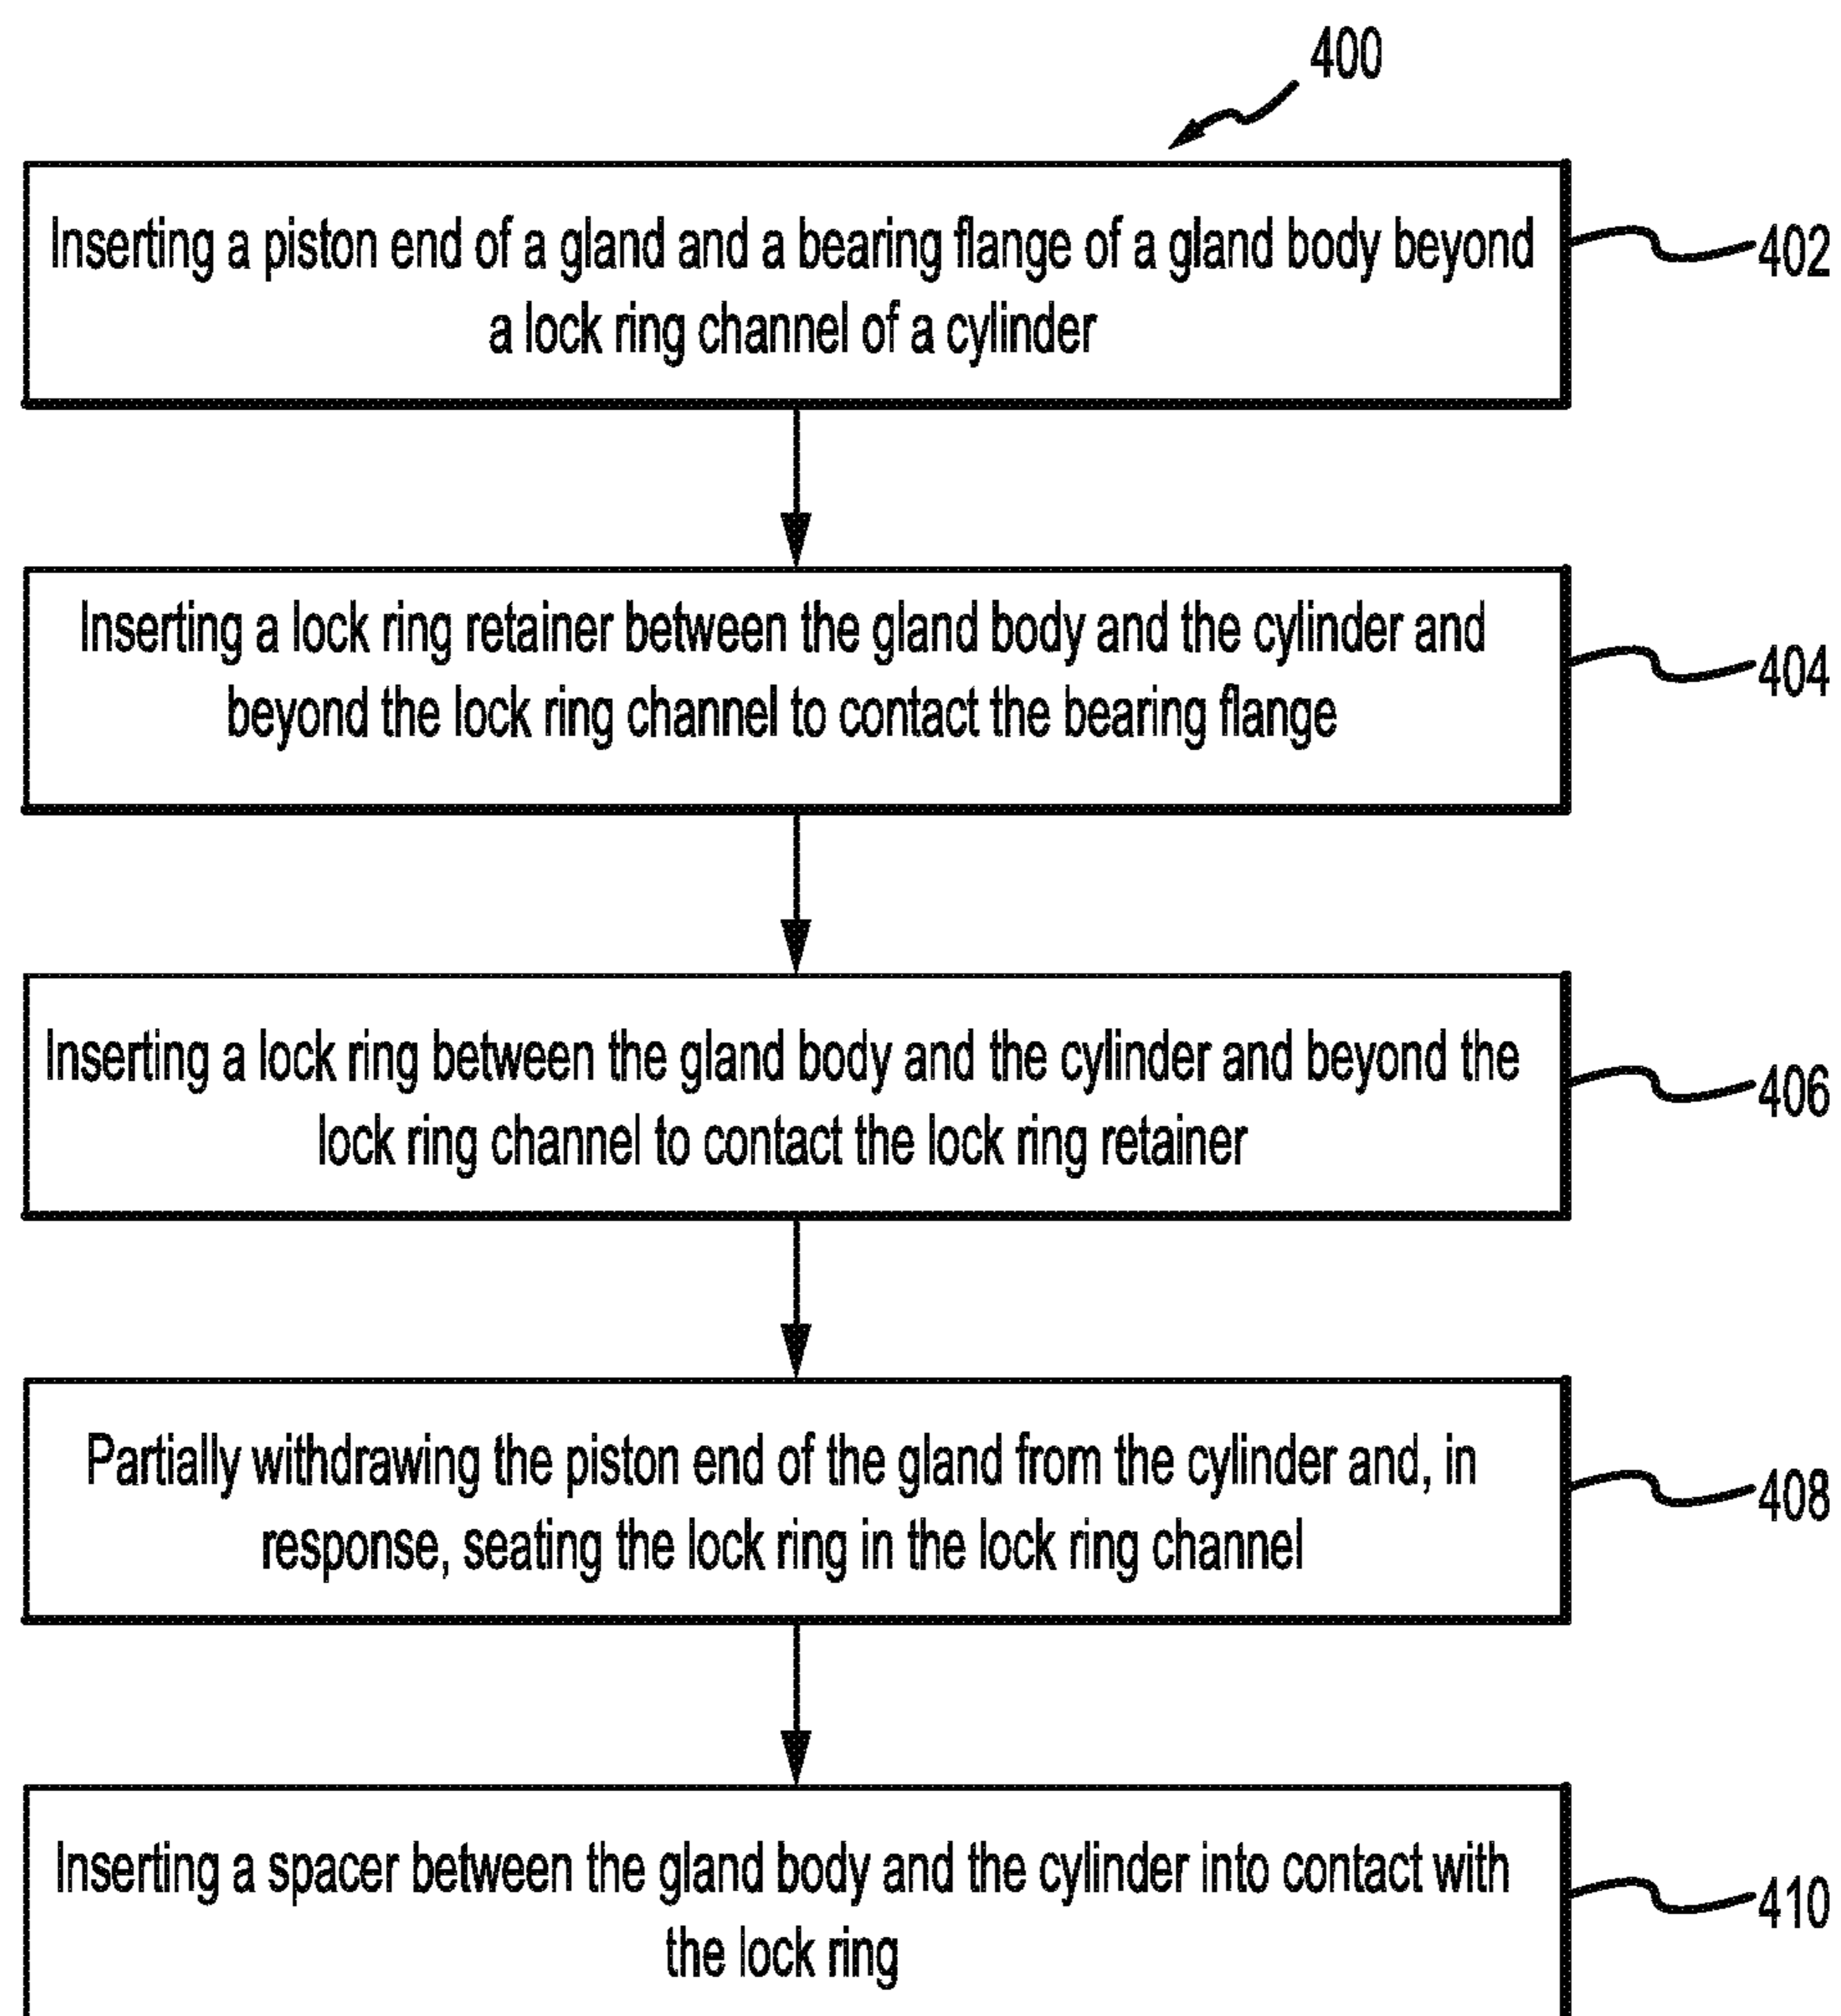 400
Inserting a piston end of a gland and a bearing flange of a gland body beyond
a lock ring channel of a cylinder
402
Inserting a lock ring retainer between the gland body and the cylinder and
beyond the lock ring channel to contact the bearing flange
404
Inserting a lock ring between the gland body and the cylinder and beyond the
lock ring channel to contact the lock ring retainer
406
Partially withdrawing the piston end of the gland from the cylinder and, in
response, seating the lock ring in the lock ring channel
408
Inserting a spacer between the gland body and the cylinder into contact with
the lock ring
410